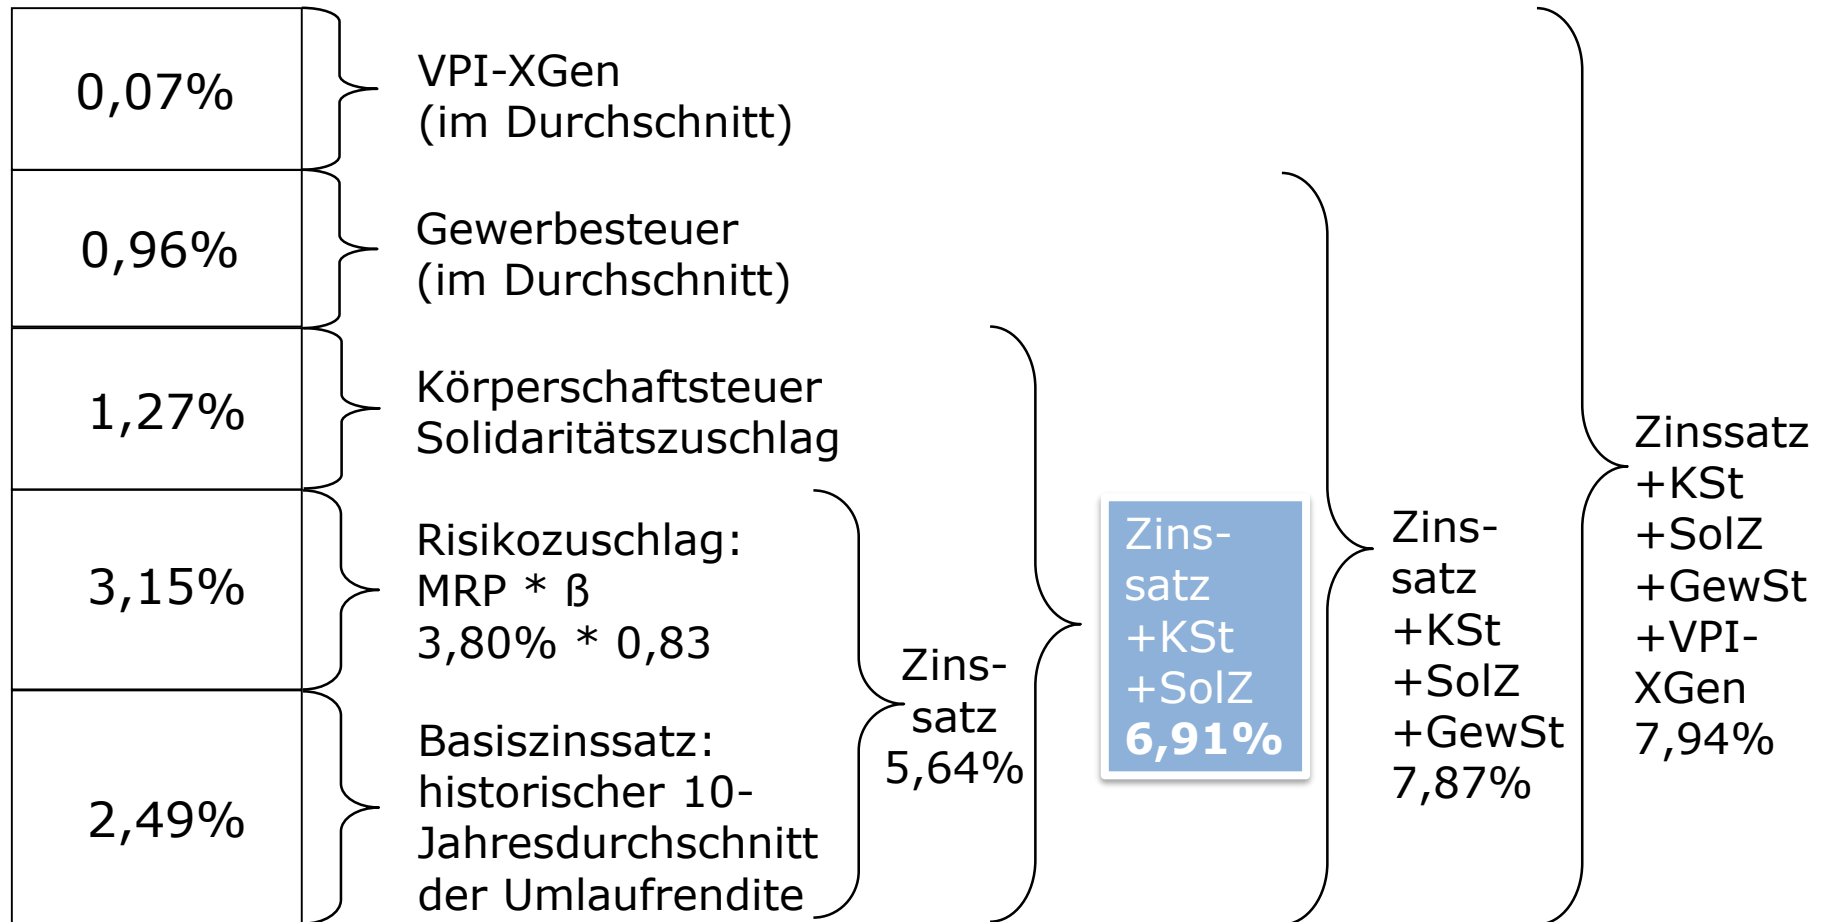 0,07%
VPI-XGen
(im Durchschnitt)
0,96%
Gewerbesteuer
(im Durchschnitt)
1,27%
Körperschaftsteuer
Solidaritätszuschlag
3,15%
Risikozuschlag:
MRP * ß
3,80% * 0,83
2,49%
Basiszinssatz:
historischer 10-
Jahresdurchschnitt
der Umlaufrendite
Zins-
satz
5,64%
Zins-
satz
+KSt
+SolZ
6,91%
Zins-
satz
+KSt
+SolZ
+GewSt
7,87%
Zinssatz
+KSt
+SolZ
+GewSt
+VPI-
XGen
7,94%